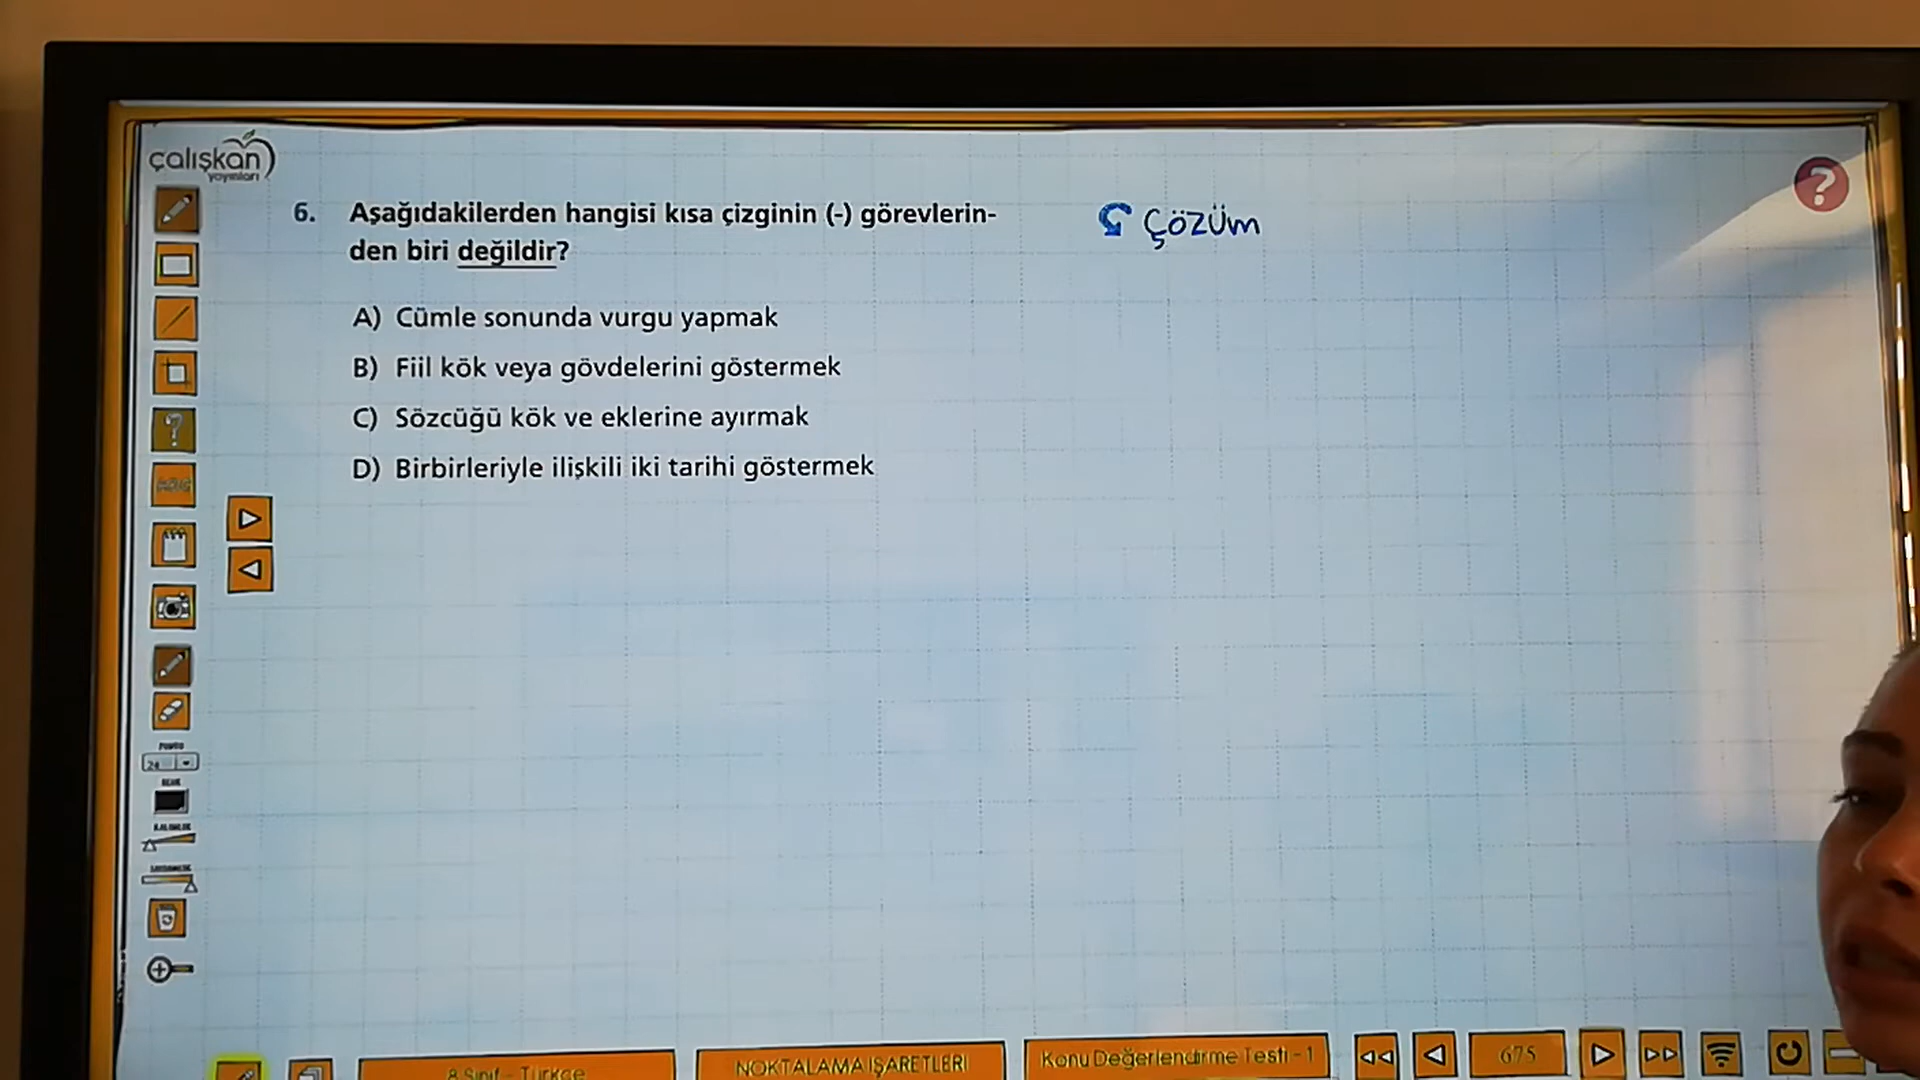 çalışkan
yayınları
6. Aşağıdakilerden hangisi kısa çizginin (-) görevlerin-
den biri değildir?
A) Cümle sonunda vurgu yapmak
B) Fiil kök veya gövdelerini göstermek
C) Sözcüğü kök ve eklerine ayırmak
D) Birbirleriyle ilişkili iki tarihi göstermek
Çözüm
?
?
ABC
24
8.Sınıf - Türkçe
NOKTALAMA İŞARETLERİ
Konu Değerlendirme Testi - 1
675